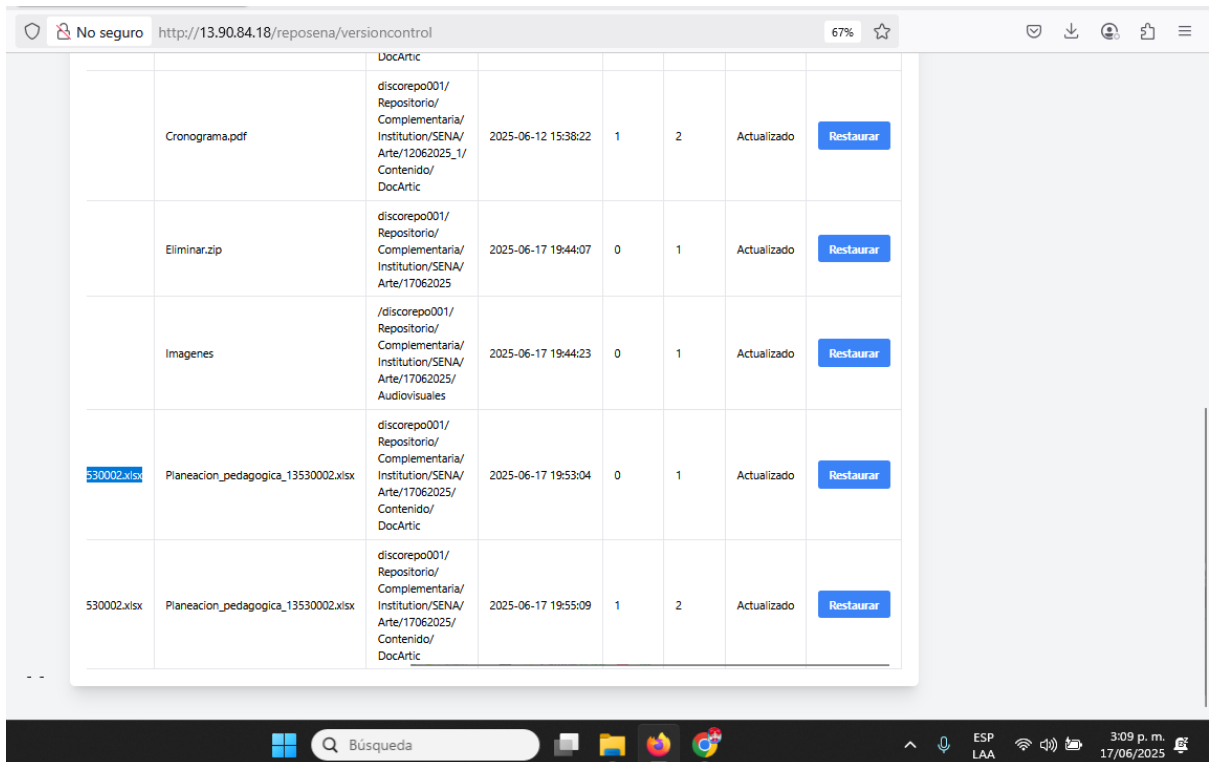 No seguro http://13.90.84.18/reposena/versioncontrol 67%
DocArtic
Cronograma.pdf
discorepo001/
Repositorio/
Complementaria/
Institution/SENA/
Arte/12062025_1/
Contenido/
DocArtic
2025-06-12 15:38:22 1 2 Actualizado Restaurar
Eliminar.zip
discorepo001/
Repositorio/
Complementaria/
Institution/SENA/
Arte/17062025
2025-06-17 19:44:07 0 1 Actualizado Restaurar
Imagenes
/discorepo001/
Repositorio/
Complementaria/
Institution/SENA/
Arte/17062025/
Audiovisuales
2025-06-17 19:44:23 0 1 Actualizado Restaurar
530002.xlsx Planeacion_pedagogica_13530002.xlsx
discorepo001/
Repositorio/
Complementaria/
Institution/SENA/
Arte/17062025/
Contenido/
DocArtic
2025-06-17 19:53:04 0 1 Actualizado Restaurar
530002.xlsx Planeacion_pedagogica_13530002.xlsx
discorepo001/
Repositorio/
Complementaria/
Institution/SENA/
Arte/17062025/
Contenido/
DocArtic
2025-06-17 19:55:09 1 2 Actualizado Restaurar
- -
Búsqueda
ESP
LAA
3:09 p. m.
17/06/2025